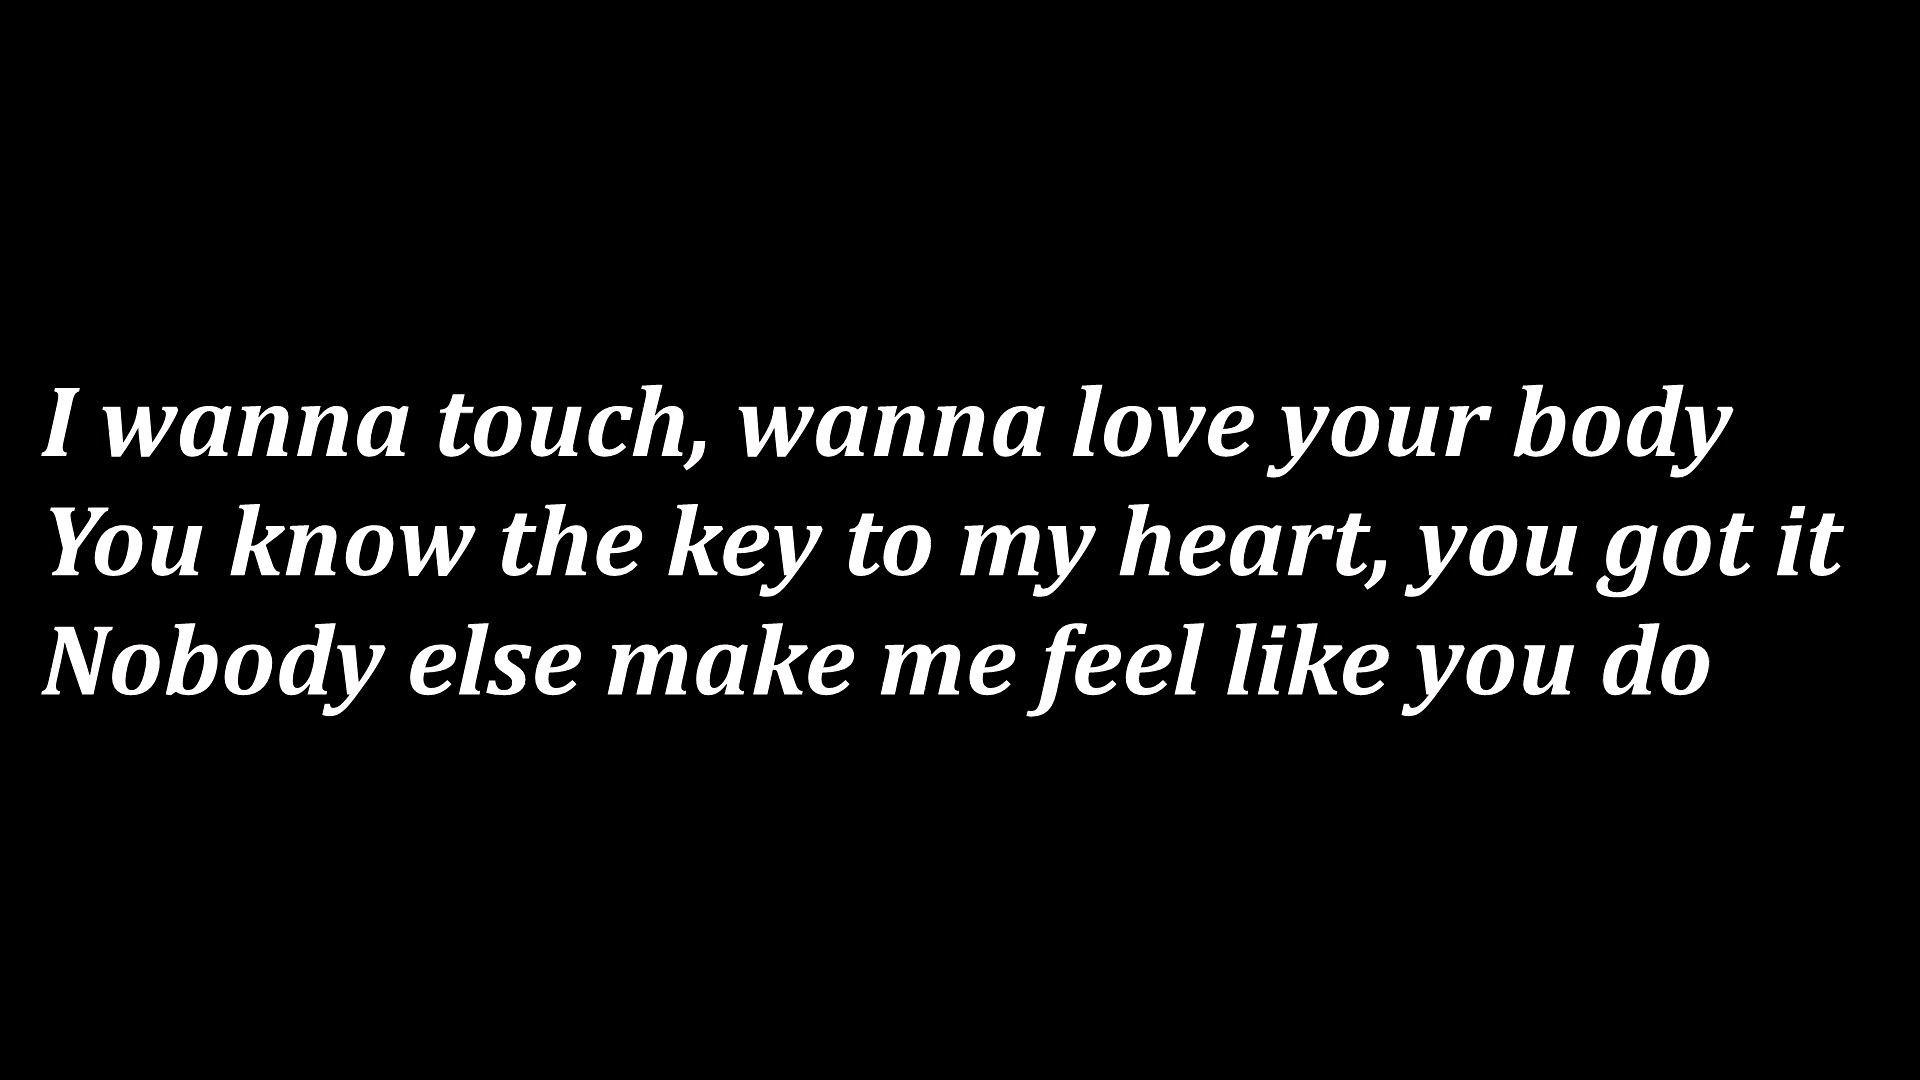 I wanna touch, wanna love your body
You know the key to my heart, you got it
Nobody else make me feel like you do